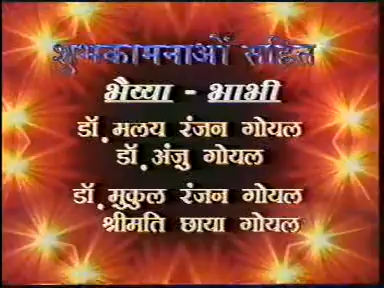 शुभकामनाओं सहित
भैय्या - भाभी
डॉ. मलय रंजन गोयल
डॉ. अंजु गोयल
डॉ. मुकुल रंजन गोयल
श्रीमति छाया गोयल